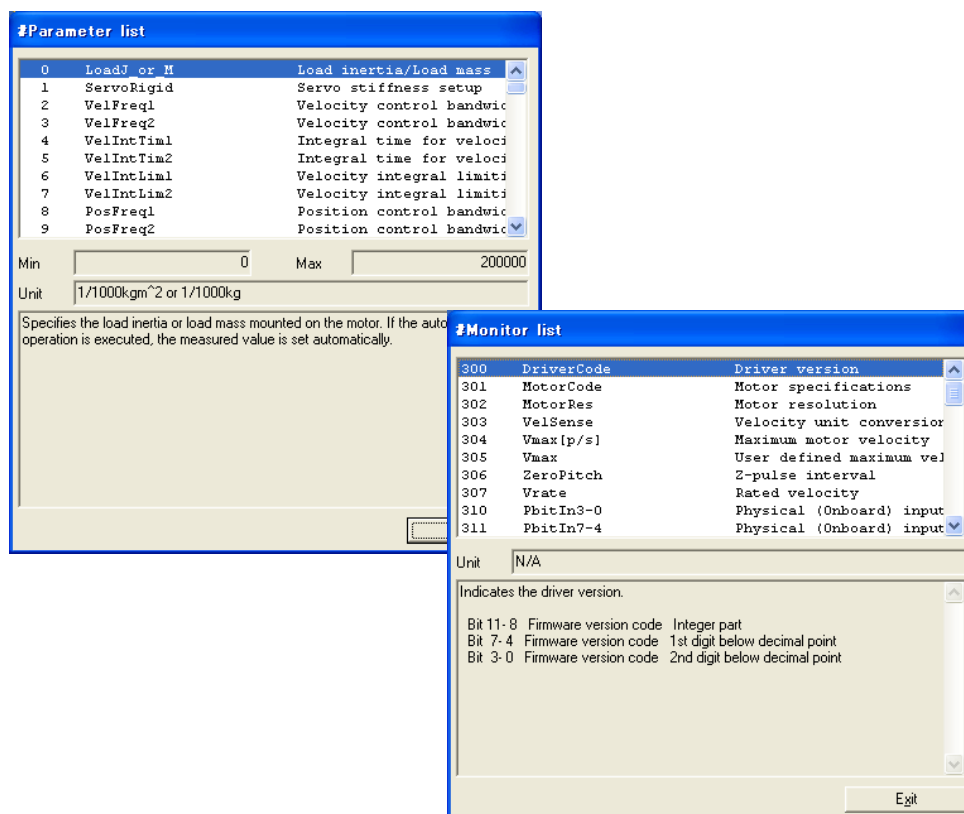 #Parameter list
0 LoadJ_or_M Load inertia/Load mass
1 ServoRigid Servo stiffness setup
2 VelFreq1 Velocity control bandwid
3 VelFreq2 Velocity control bandwid
4 VelIntTim1 Integral time for veloci
5 VelIntTim2 Integral time for veloci
6 VelIntLim1 Velocity integral limiti
7 VelIntLim2 Velocity integral limiti
8 PosFreq1 Position control bandwid
9 PosFreq2 Position control bandwid
Min 0 Max 200000
Unit 1/1000kgm^2 or 1/1000kg
Specifies the load inertia or load mass mounted on the motor. If the auto
operation is executed, the measured value is set automatically.
#Monitor list
300 DriverCode Driver version
301 MotorCode Motor specifications
302 MotorRes Motor resolution
303 VelSense Velocity unit conversion
304 Vmax[p/s] Maximum motor velocity
305 Vmax User defined maximum vel
306 ZeroPitch Z-pulse interval
307 Vrate Rated velocity
310 PbitIn3-0 Physical (Onboard) input
311 PbitIn7-4 Physical (Onboard) input
Unit N/A
Indicates the driver version.
Bit 11- 8 Firmware version code Integer part
Bit 7- 4 Firmware version code 1st digit below decimal point
Bit 3- 0 Firmware version code 2nd digit below decimal point
Exit